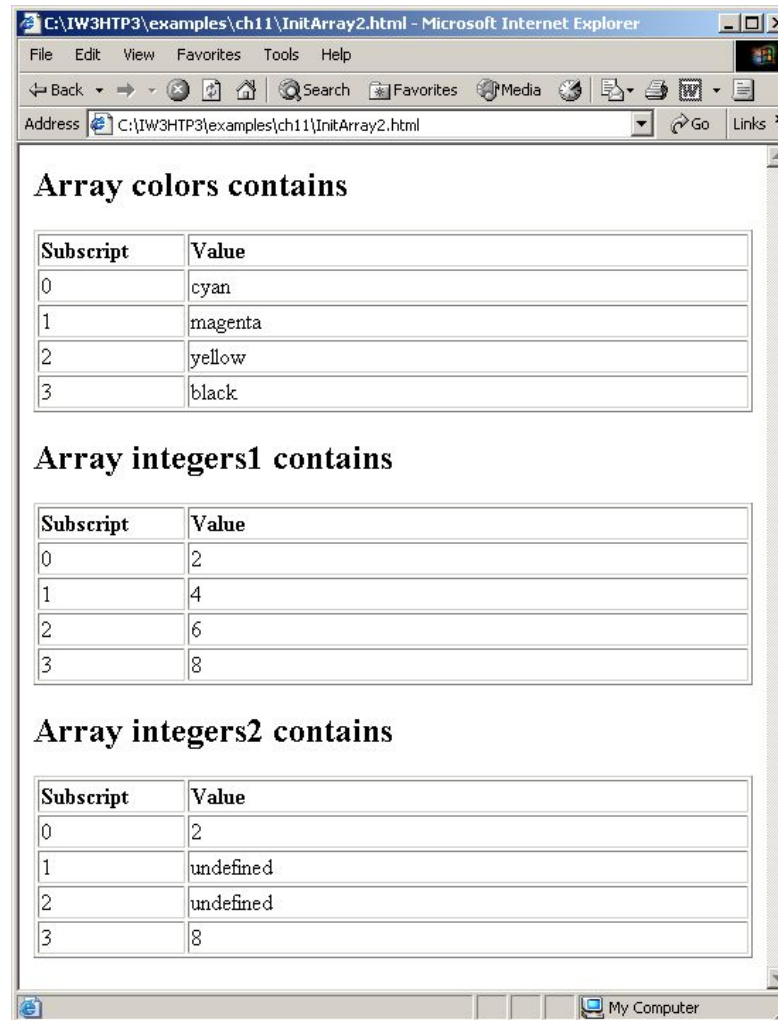 C:\IW3HTP3\examples\ch11\InitArray2.html - Microsoft Internet Explorer
File Edit View Favorites Tools Help
Back Search Favorites Media
Address C:\IW3HTP3\examples\ch11\InitArray2.html Go Links
Array colors contains
Subscript Value
0 cyan
1 magenta
2 yellow
3 black
Array integers1 contains
Subscript Value
0 2
1 4
2 6
3 8
Array integers2 contains
Subscript Value
0 2
1 undefined
2 undefined
3 8
My Computer